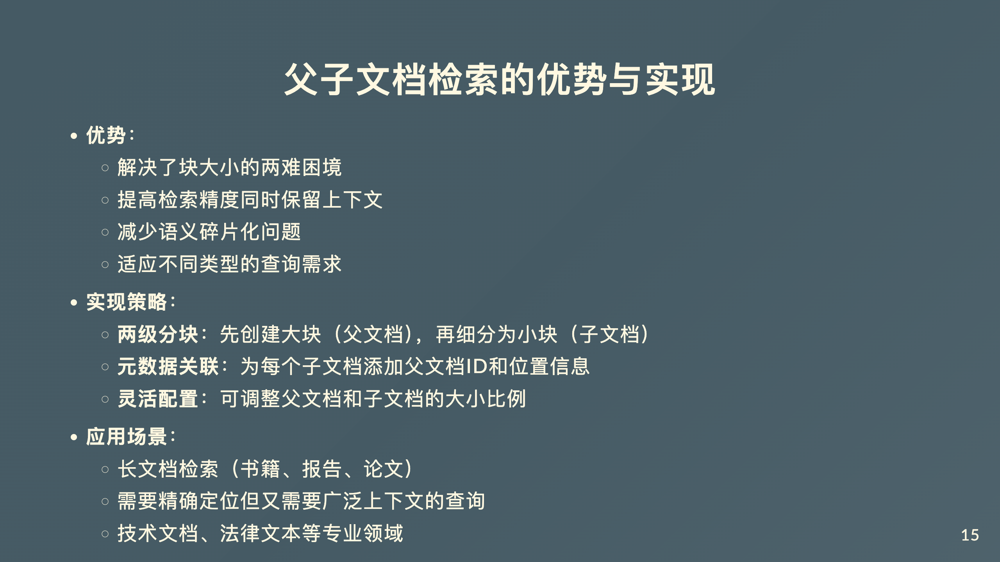 父子文档检索的优势与实现
• 优势：
○ 解决了块大小的两难困境
○ 提高检索精度同时保留上下文
○ 减少语义碎片化问题
○ 适应不同类型的查询需求
• 实现策略：
○ 两级分块：先创建大块（父文档），再细分为小块（子文档）
○ 元数据关联：为每个子文档添加父文档ID和位置信息
○ 灵活配置：可调整父文档和子文档的大小比例
• 应用场景：
○ 长文档检索（书籍、报告、论文）
○ 需要精确定位但又需要广泛上下文的查询
○ 技术文档、法律文本等专业领域
15